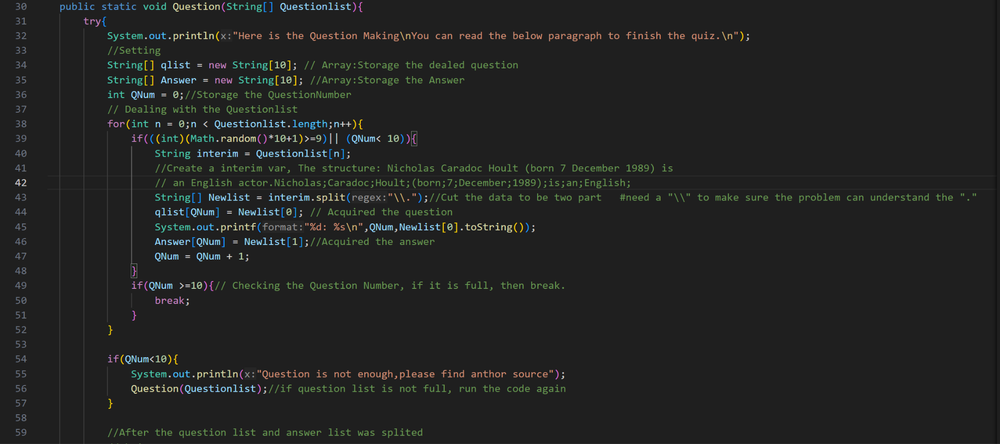 30 public static void Question(String[] Questionlist){
31 try{
32 System.out.println(x:"Here is the Question Making\nYou can read the below paragraph to finish the quiz.\n");
33 //Setting
34 String[] qlist = new String[10]; // Array:Storage the dealed question
35 String[] Answer = new String[10]; //Array:Storage the Answer
36 int QNum = 0;//Storage the QuestionNumber
37 // Dealing with the Questionlist
38 for(int n = 0;n < Questionlist.length;n++){
39 if(((int)(Math.random()*10+1)>=9)|| (QNum< 10)){
40 String interim = Questionlist[n];
41 //Create a interim var, The structure: Nicholas Caradoc Hoult (born 7 December 1989) is
42 // an English actor.Nicholas;Caradoc;Hoult;(born;7;December;1989);is;an;English;
43 String[] Newlist = interim.split(regex:"\\.");//Cut the data to be two part   #need a "\\" to make sure the problem can understand the "."
44 qlist[QNum] = Newlist[0]; // Acquired the question
45 System.out.printf(format:"%d: %s\n",QNum,Newlist[0].toString());
46 Answer[QNum] = Newlist[1];//Acquired the answer
47 QNum = QNum + 1;
48 }
49 if(QNum >=10){// Checking the Question Number, if it is full, then break.
50 break;
51 }
52 }
53
54 if(QNum<10){
55 System.out.println(x:"Question is not enough,please find anthor source");
56 Question(Questionlist);//if question list is not full, run the code again
57 }
58
59 //After the question list and answer list was splited